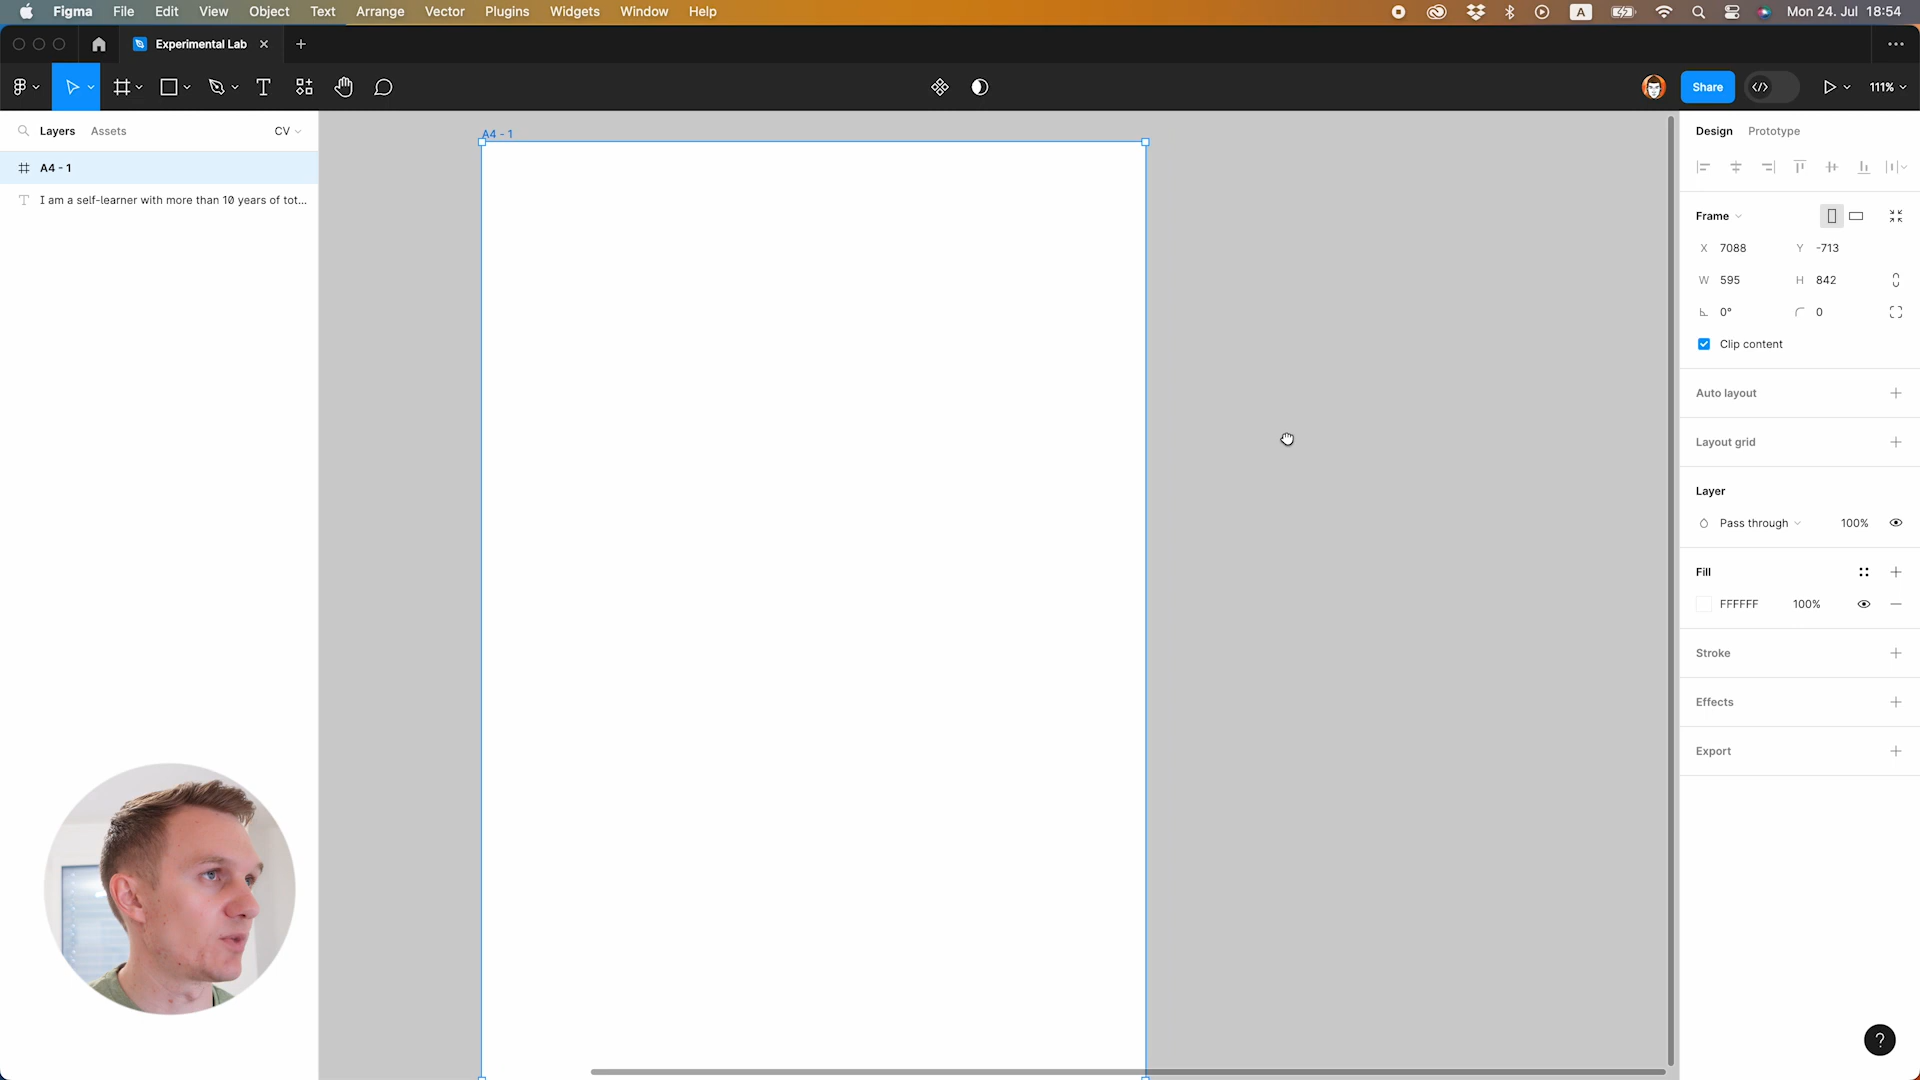 Figma File Edit View Object Text Arrange Vector Plugins Widgets Window Help A Mon 24. Jul 18:54
Experimental Lab
T Share 111%
Layers Assets CV
A4 - 1
T I am a self-learner with more than 10 years of tot...
A4 - 1
Design Prototype
Frame
X 7088 Y -713
W 595 H 842
0° 0
Clip content
Auto layout
Layout grid
Layer
Pass through 100%
Fill
FFFFFF 100%
Stroke
Effects
Export
?